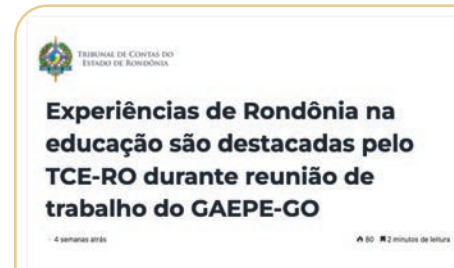 TRIBUNAL DE CONTAS DO
ESTADO DE RONDÔNIA
Experiências de Rondônia na
educação são destacadas pelo
TCE-RO durante reunião de
trabalho do GAEPE-GO
4 semanas atrás 80 2 minutos de leitura